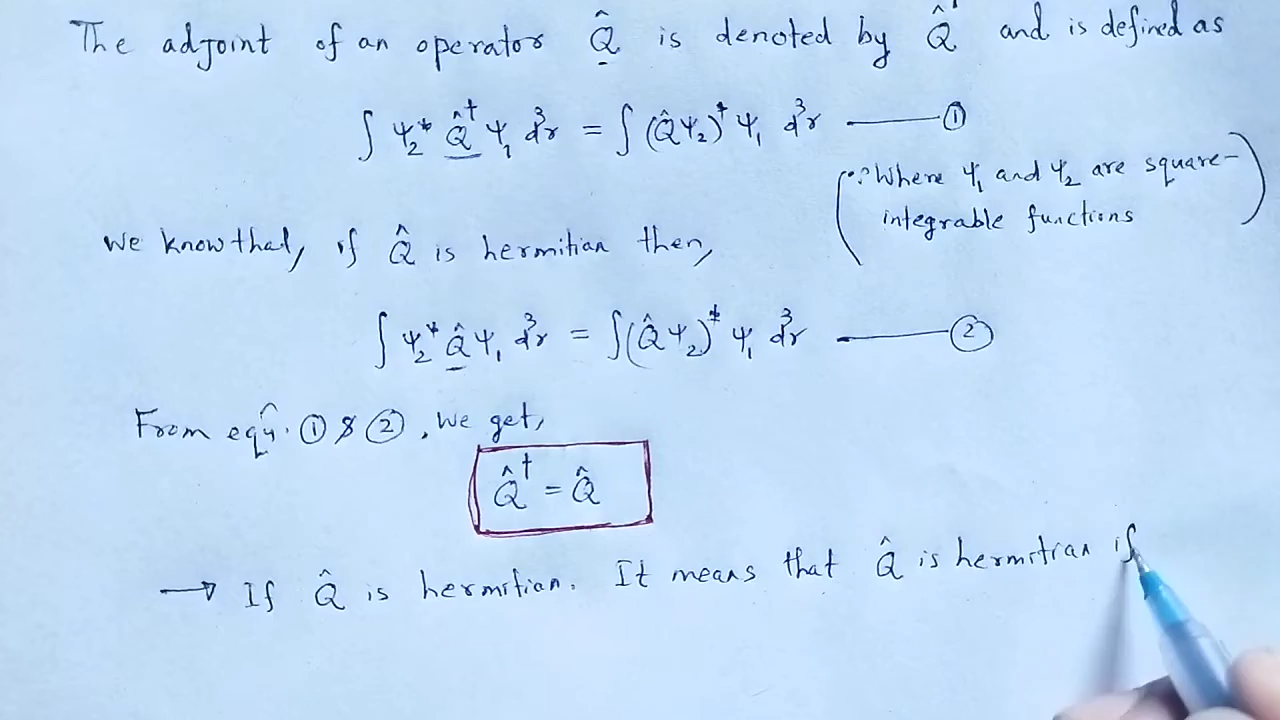 The adjoint of an operator Q̂ is denoted by Q̂† and is defined as
∫ ψ₂* Q̂† ψ₁ d³r = ∫ (Q̂ψ₂)* ψ₁ d³r —— ①
(∵ Where ψ₁ and ψ₂ are square-
integrable functions)
We know that, if Q̂ is hermitian then,
∫ ψ₂* Q̂ ψ₁ d³r = ∫ (Q̂ψ₂)* ψ₁ d³r —— ②
From eqⁿ. ① & ②, We get,
Q̂† = Q̂
→ If Q̂ is hermitian. It means that Q̂ is hermitian if